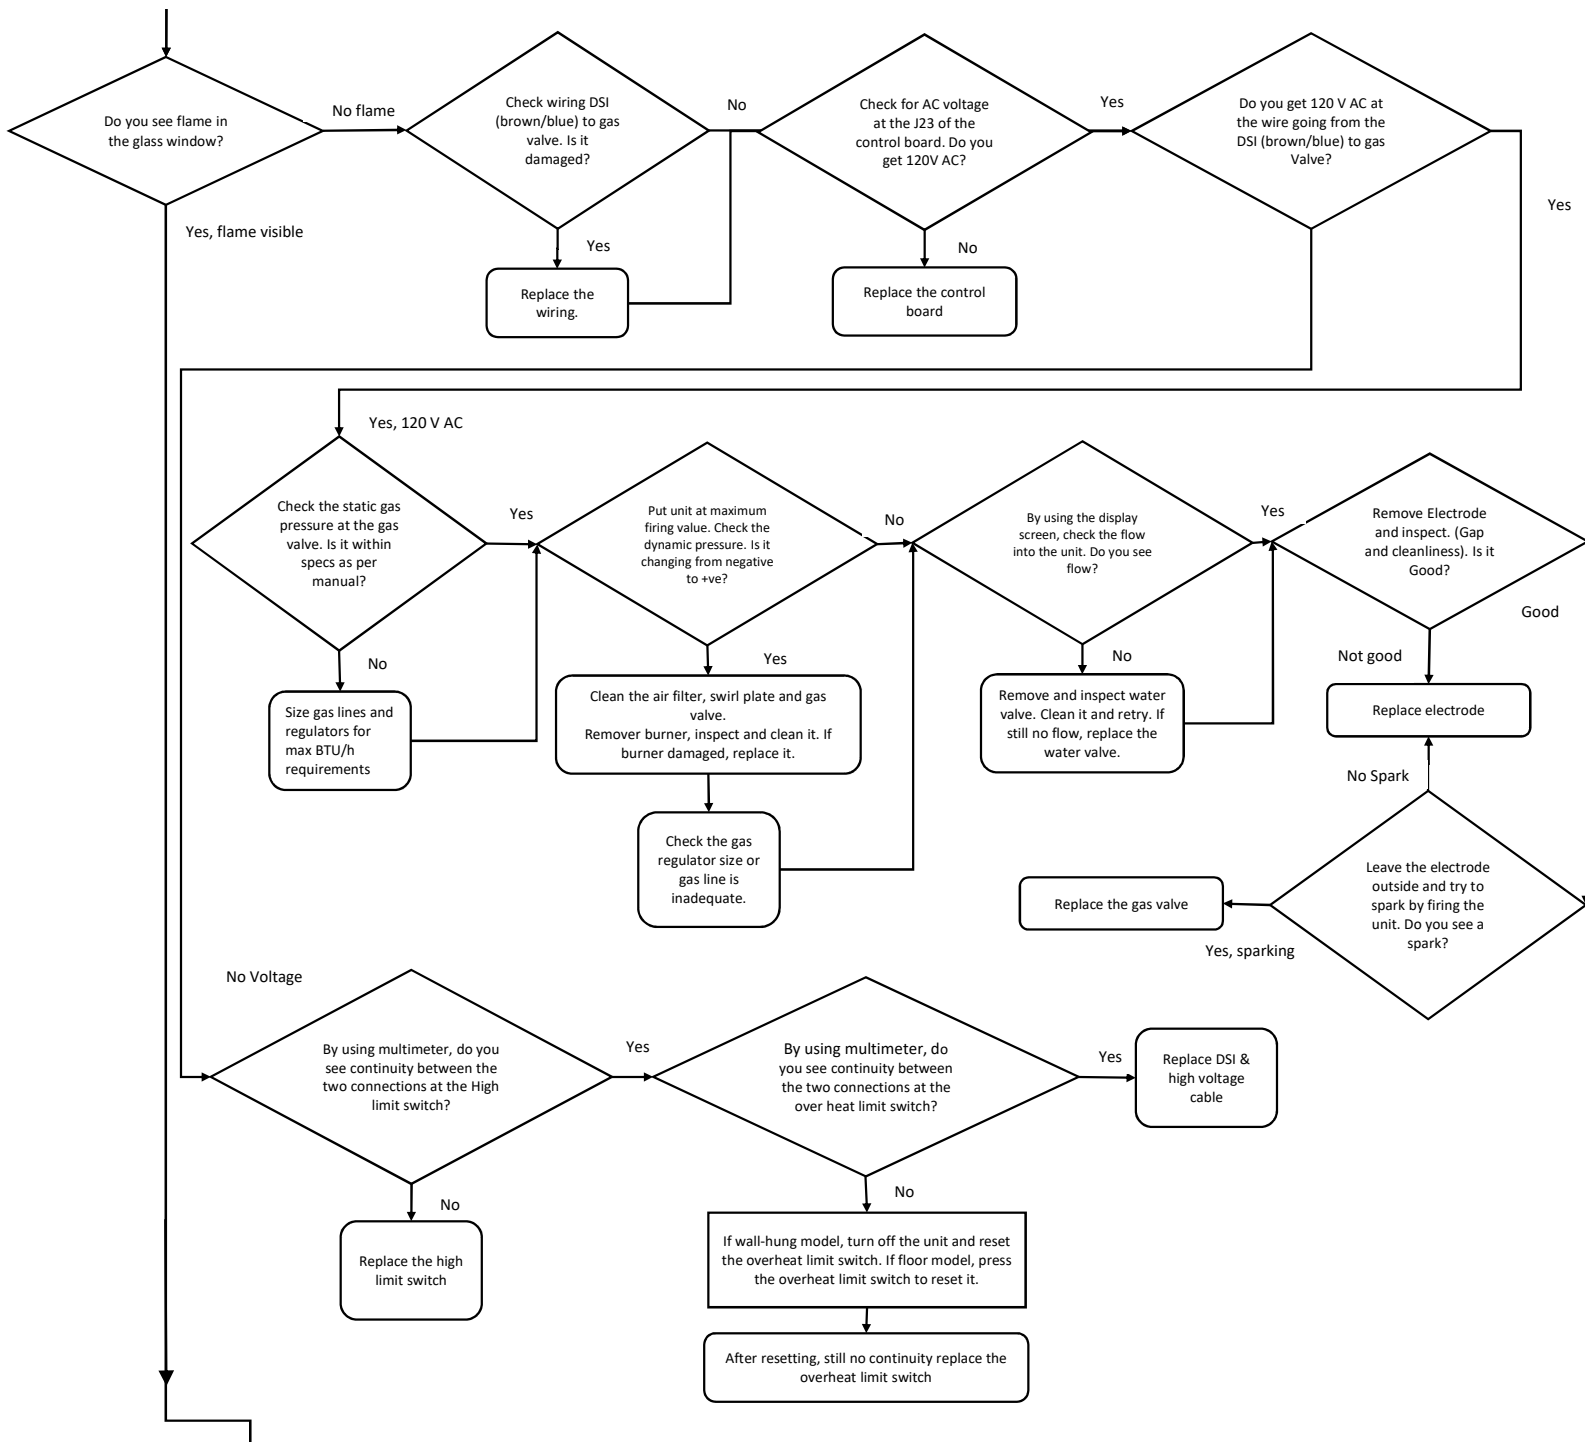 Do you see flame in
the glass window?
No flame
Check wiring DSI
(brown/blue) to gas
valve. Is it
damaged?
No
Check for AC voltage
at the J23 of the
control board. Do you
get 120V AC?
Yes
Do you get 120 V AC at
the wire going from the
DSI (brown/blue) to gas
Valve?
Yes
Yes, flame visible
Yes
Replace the
wiring.
No
Replace the control
board
Yes, 120 V AC
Check the static gas
pressure at the gas
valve. Is it within
specs as per
manual?
Yes
Put unit at maximum
firing value. Check the
dynamic pressure. Is it
changing from negative
to +ve?
No
By using the display
screen, check the flow
into the unit. Do you see
flow?
Yes
Remove Electrode
and inspect. (Gap
and cleanliness). Is it
Good?
Good
No
Size gas lines and
regulators for
max BTU/h
requirements
Yes
Clean the air filter, swirl plate and gas
valve.
Remover burner, inspect and clean it. If
burner damaged, replace it.
Check the gas
regulator size or
gas line is
inadequate.
No
Remove and inspect water
valve. Clean it and retry. If
still no flow, replace the
water valve.
Not good
Replace electrode
No Spark
Leave the electrode
outside and try to
spark by firing the
unit. Do you see a
spark?
Replace the gas valve
Yes, sparking
No Voltage
By using multimeter, do you
see continuity between the
two connections at the High
limit switch?
Yes
By using multimeter, do
you see continuity between
the two connections at the
over heat limit switch?
Yes
Replace DSI &
high voltage
cable
No
Replace the high
limit switch
No
If wall-hung model, turn off the unit and reset
the overheat limit switch. If floor model, press
the overheat limit switch to reset it.
After resetting, still no continuity replace the
overheat limit switch